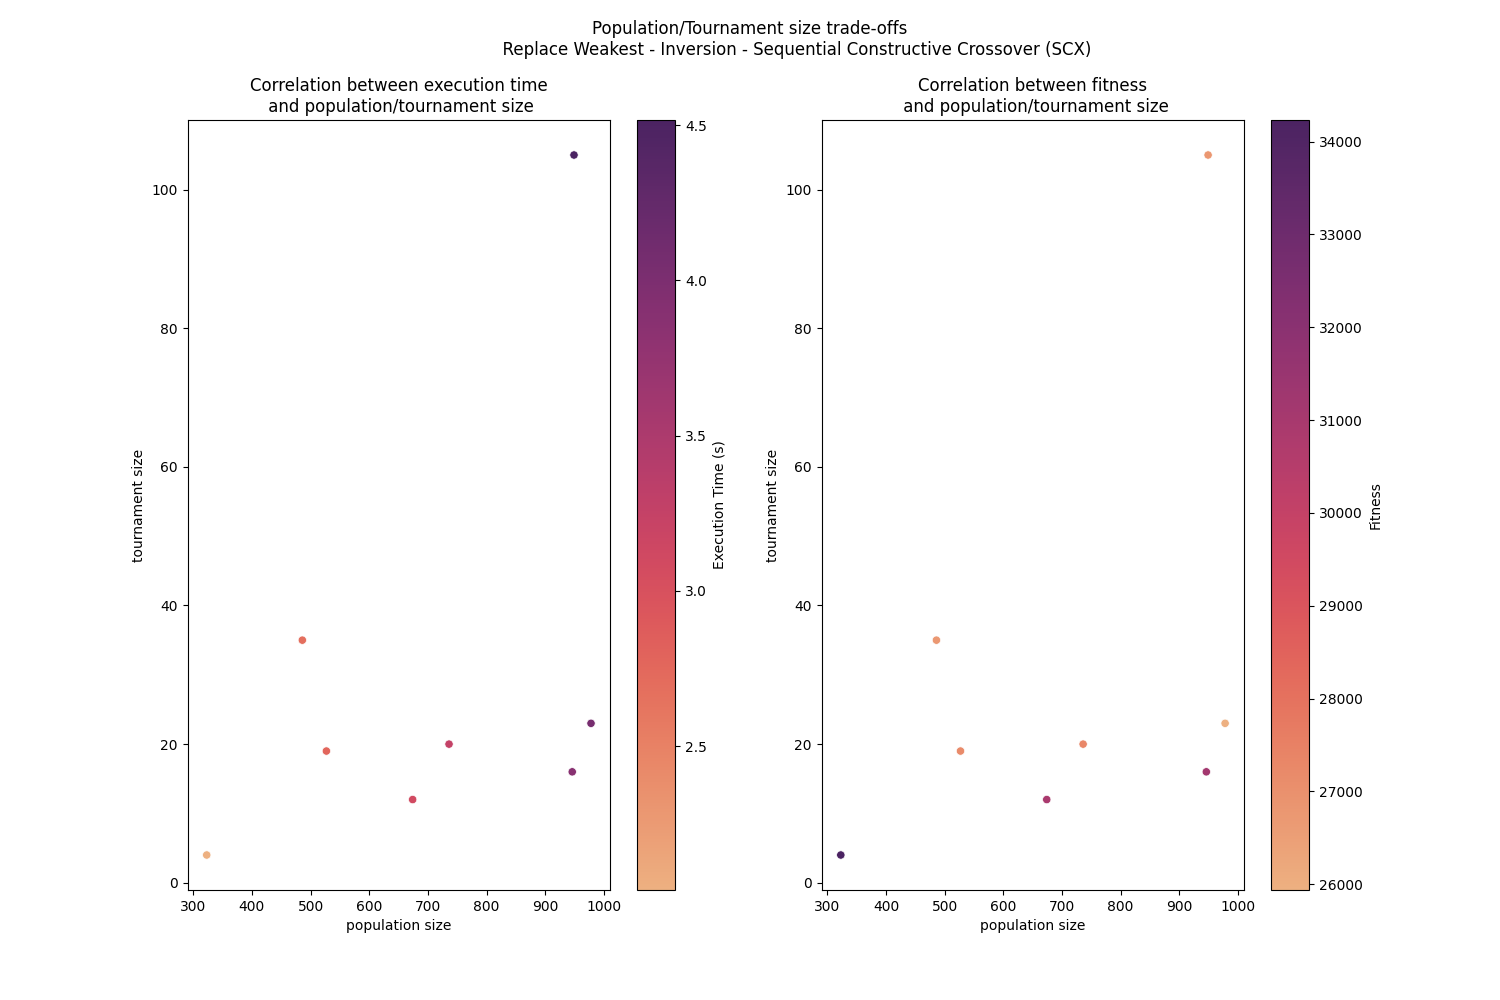 Population/Tournament size trade-offs
Replace Weakest - Inversion - Sequential Constructive Crossover (SCX)
Correlation between execution time
and population/tournament size
100
80
60
40
20
0
tournament size
300 400 500 600 700 800 900 1000
population size
4.5
4.0
3.5
3.0
2.5
Execution Time (s)
Correlation between fitness
and population/tournament size
100
80
60
40
20
0
tournament size
300 400 500 600 700 800 900 1000
population size
34000
33000
32000
31000
30000
29000
28000
27000
26000
Fitness